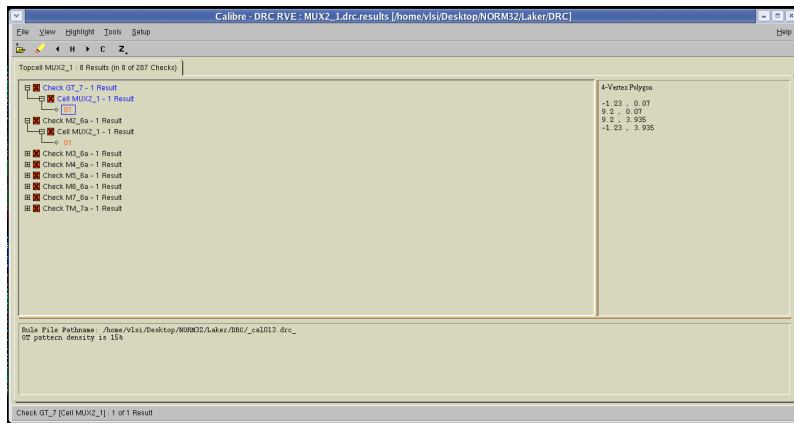 Calibre - DRC RVE : MUX2_1.drc.results [/home/vlsi/Desktop/NORM32/Laker/DRC]
File View Highlight Tools Setup Help
H C Z
Topcell MUX2_1 : 8 Results (in 8 of 287 Checks)
Check GT_7 - 1 Result
Cell MUX2_1 - 1 Result
01
Check M2_6a - 1 Result
Cell MUX2_1 - 1 Result
01
Check M3_6a - 1 Result
Check M4_6a - 1 Result
Check M5_6a - 1 Result
Check M6_6a - 1 Result
Check M7_6a - 1 Result
Check TM_7a - 1 Result
4-Vertex Polygon
-1.23 , 0.07
9.2 , 0.07
9.2 , 3.935
-1.23 , 3.935
Rule File Pathname: /home/vlsi/Desktop/NORM32/Laker/DRC/_cal013.drc_
GT pattern density is 15%
Check GT_7 [Cell MUX2_1] : 1 of 1 Result